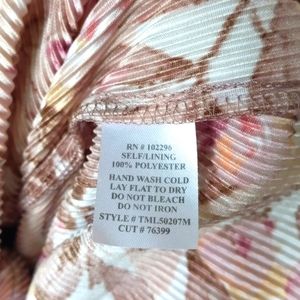 RN # 102296
SELF/LINING
100% POLYESTER
HAND WASH COLD
LAY FLAT TO DRY
DO NOT BLEACH
DO NOT IRON
STYLE # TML50207M
CUT # 76399